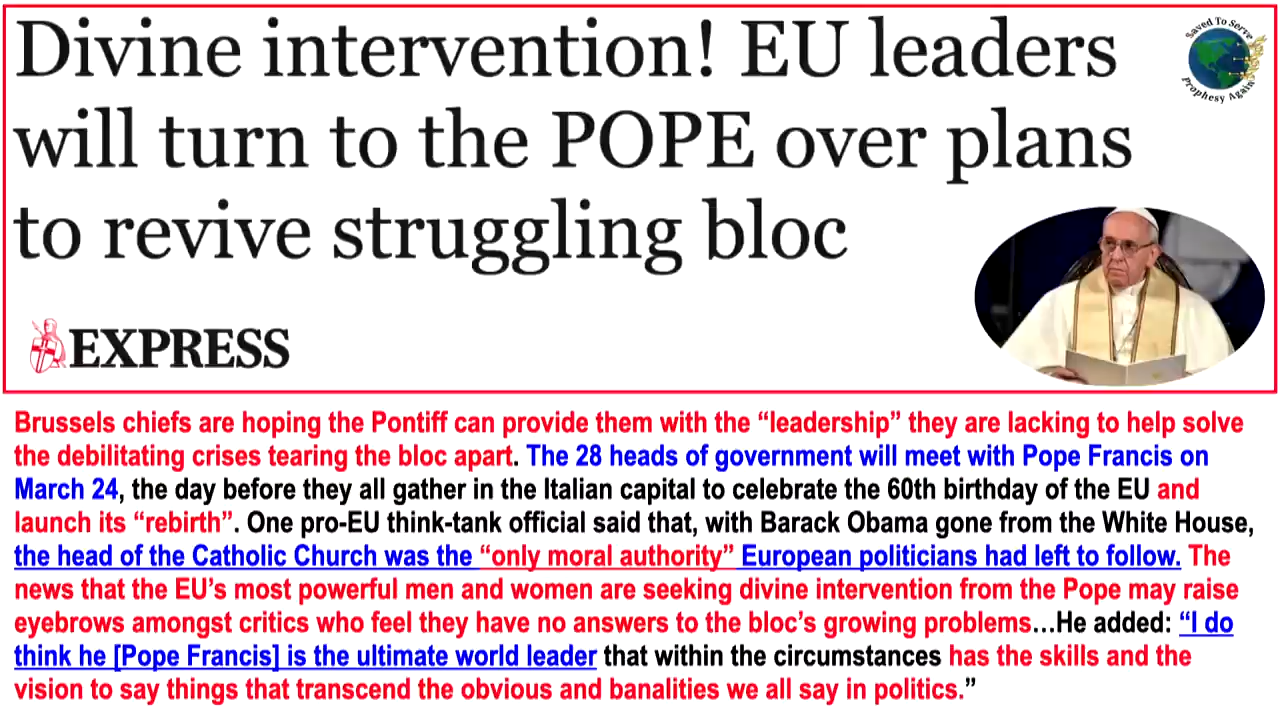 Divine intervention! EU leaders
will turn to the POPE over plans
to revive struggling bloc
Saved To Serve
Prophesy Again
EXPRESS
Brussels chiefs are hoping the Pontiff can provide them with the “leadership” they are lacking to help solve
the debilitating crises tearing the bloc apart. The 28 heads of government will meet with Pope Francis on
March 24, the day before they all gather in the Italian capital to celebrate the 60th birthday of the EU and
launch its “rebirth”. One pro-EU think-tank official said that, with Barack Obama gone from the White House,
the head of the Catholic Church was the “only moral authority” European politicians had left to follow. The
news that the EU’s most powerful men and women are seeking divine intervention from the Pope may raise
eyebrows amongst critics who feel they have no answers to the bloc’s growing problems…He added: “I do
think he [Pope Francis] is the ultimate world leader that within the circumstances has the skills and the
vision to say things that transcend the obvious and banalities we all say in politics.”